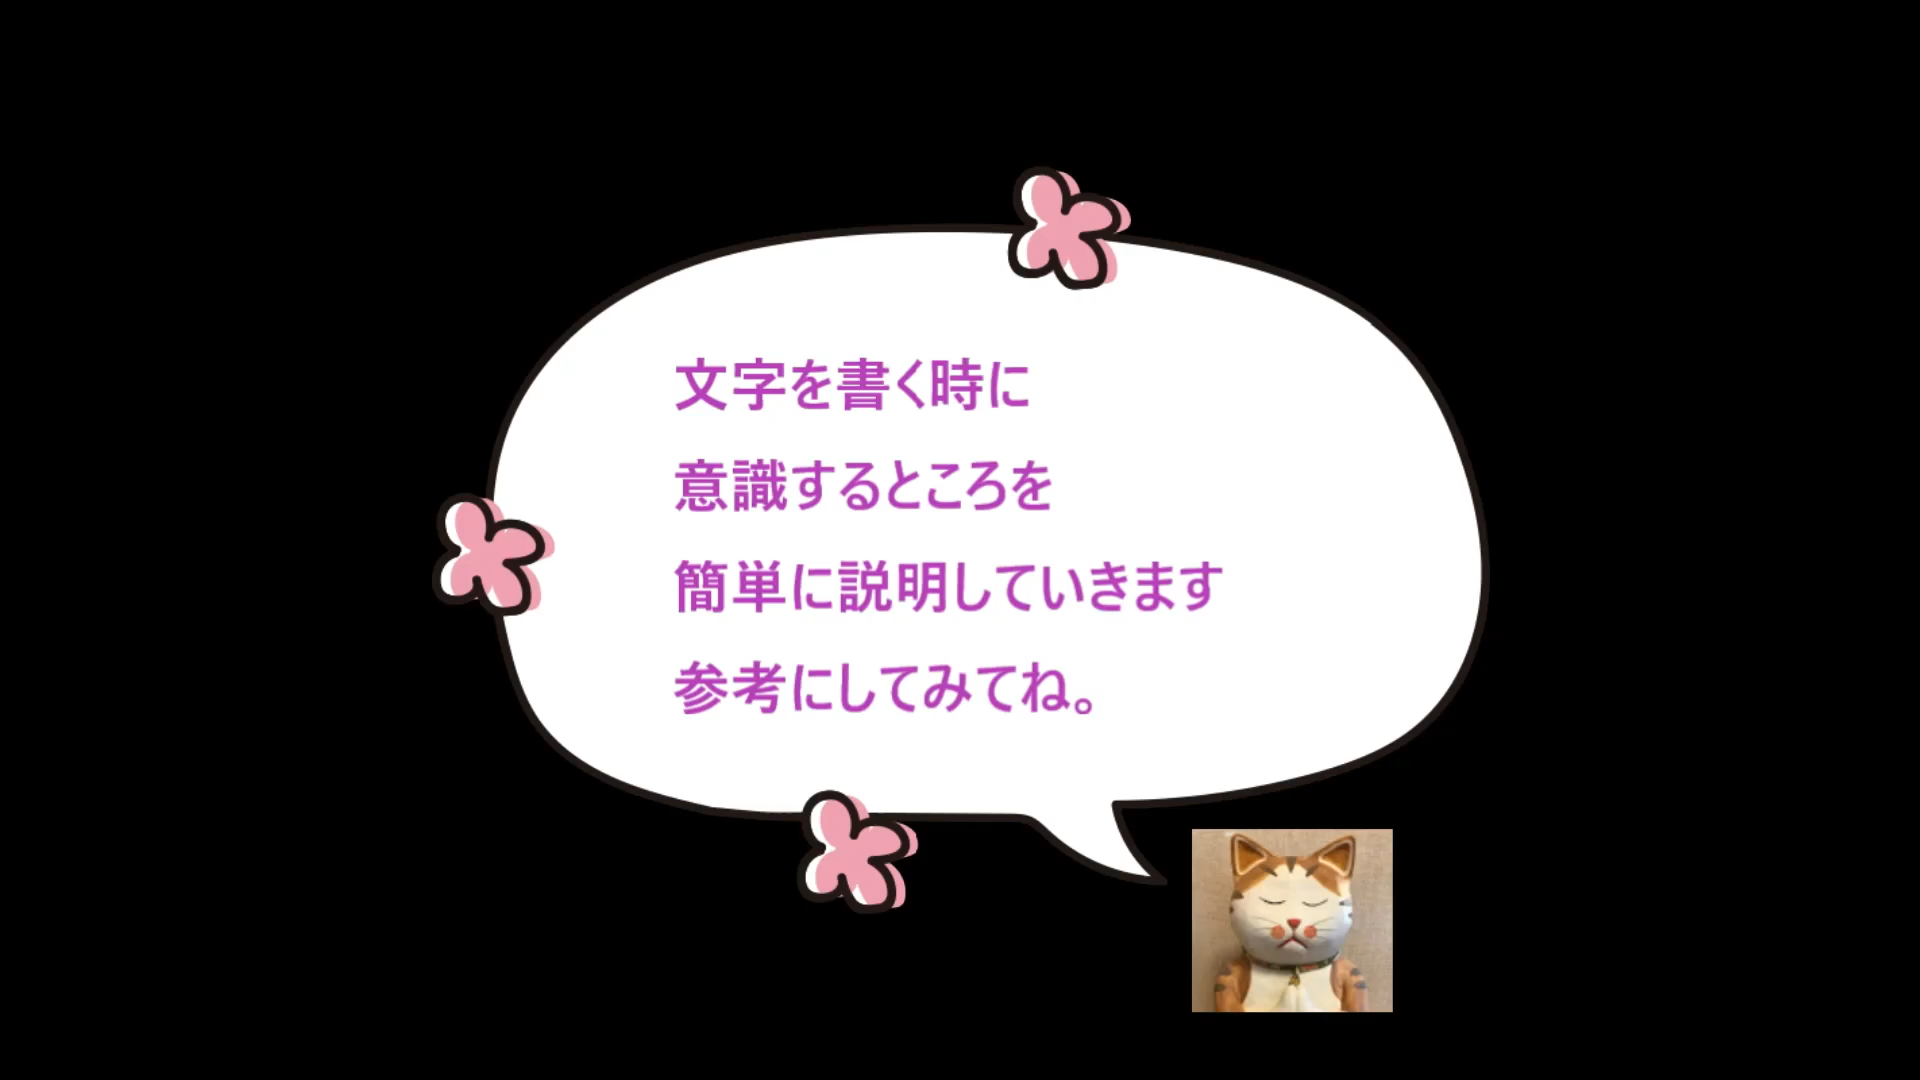 文字を書く時に
意識するところを
簡単に説明していきます
参考にしてみてね。